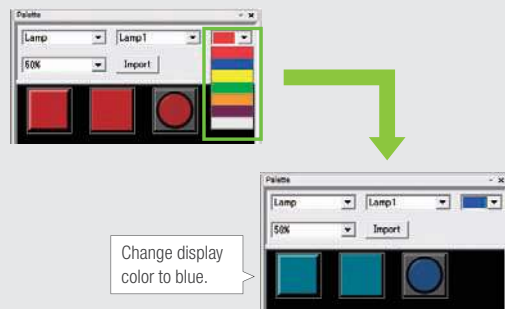 Palette
Lamp
Lamp1
50%
Import
Palette
Lamp
Lamp1
50%
Import
Change display
color to blue.